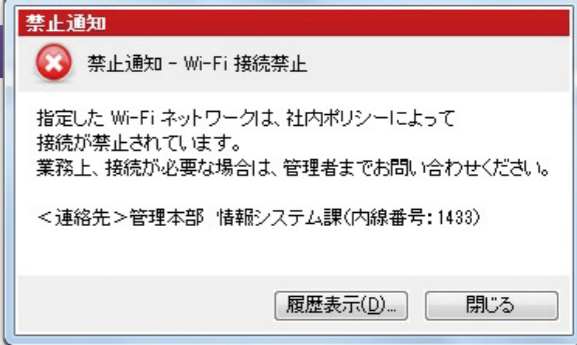 禁止通知
禁止通知 - Wi-Fi 接続禁止
指定した Wi-Fi ネットワークは、社内ポリシーによって
接続が禁止されています。
業務上、接続が必要な場合は、管理者までお問い合わせください。
<連絡先>管理本部 情報システム課(内線番号:1433)
履歴表示(D)...
閉じる